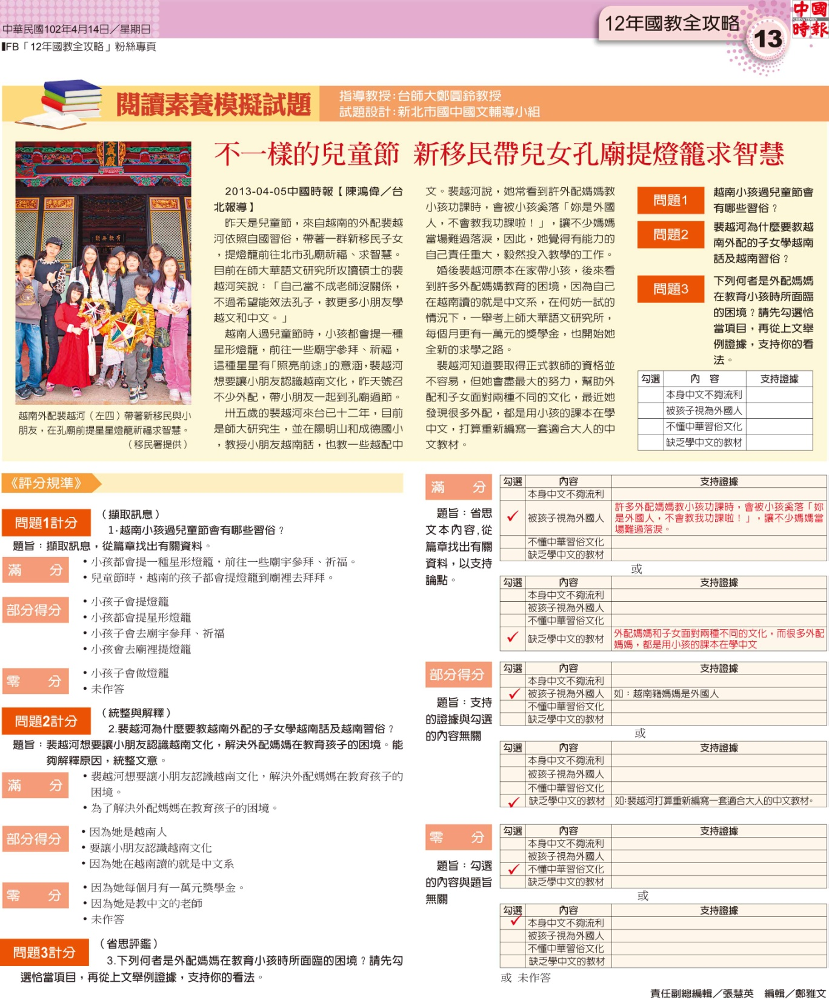 中華民國102年4月14日／星期日
12年國教全攻略
13
中國時報
CHINA TIMES
FB「12年國教全攻略」粉絲專頁
閱讀素養模擬試題
指導教授:台師大鄭圓鈴教授
試題設計:新北市國中國文輔導小組
不一樣的兒童節 新移民帶兒女孔廟提燈籠求智慧
越南外配裴越河（左四）帶著新移民與小
朋友，在孔廟前提星星燈籠祈福求智慧。
（移民署提供）
2013-04-05中國時報【陳鴻偉／台
北報導】
昨天是兒童節，來自越南的外配裴越
河依照自國習俗，帶著一群新移民子女
，提燈籠前往北市孔廟祈福、求智慧。
目前在師大華語文研究所攻讀碩士的裴
越河笑說：「自己當不成老師沒關係，
不過希望能效法孔子，教更多小朋友學
越文和中文。」
越南人過兒童節時，小孩都會提一種
星形燈籠，前往一些廟宇參拜、祈福，
這種星星有「照亮前途」的意涵，裴越河
想要讓小朋友認識越南文化，昨天號召
不少外配，帶小朋友一起到孔廟過節。
卅五歲的裴越河來台已十二年，目前
是師大研究生，並在陽明山和成德國小
，教授小朋友越南話，也教一些越配中
文。裴越河說，她常看到許外配媽媽教
小孩功課時，會被小孩奚落「妳是外國
人，不會教我功課啦！」，讓不少媽媽
當場難過落淚，因此，她覺得有能力的
自己責任重大，毅然投入教學的工作。
婚後裴越河原本在家帶小孩，後來看
到許多外配媽媽教育的困境，因為自己
在越南讀的就是中文系，在何妨一試的
情況下，一舉考上師大華語文研究所，
每個月更有一萬元的獎學金，也開始她
全新的求學之路。
裴越河知道要取得正式教師的資格並
不容易，但她會盡最大的努力，幫助外
配和子女面對兩種不同的文化，最近她
發現很多外配，都是用小孩的課本在學
中文，打算重新編寫一套適合大人的中
文教材。
問題1
越南小孩過兒童節會
有哪些習俗？
問題2
裴越河為什麼要教越
南外配的子女學越南
話及越南習俗？
問題3
下列何者是外配媽媽
在教育小孩時所面臨
的困境？請先勾選恰
當項目，再從上文舉
例證據，支持你的看
法。
勾選 內 容 支持證據
本身中文不夠流利
被孩子視為外國人
不懂中華習俗文化
缺乏學中文的教材
《評分規準》
問題1計分
（擷取訊息）
1.越南小孩過兒童節會有哪些習俗？
題旨：擷取訊息，從篇章找出有關資料。
滿 分
•小孩都會提一種星形燈籠，前往一些廟宇參拜、祈福。
•兒童節時，越南的孩子都會提燈籠到廟裡去拜拜。
部分得分
•小孩子會提燈籠
•小孩都會提星形燈籠
•小孩子會去廟宇參拜、祈福
•小孩會去廟裡提燈籠
零 分
•小孩子會做燈籠
•未作答
問題2計分
（統整與解釋）
2.裴越河為什麼要教越南外配的子女學越南話及越南習俗？
題旨：裴越河想要讓小朋友認識越南文化，解決外配媽媽在教育孩子的困境。能
夠解釋原因，統整文意。
滿 分
•裴越河想要讓小朋友認識越南文化，解決外配媽媽在教育孩子的
困境。
•為了解決外配媽媽在教育孩子的困境。
部分得分
•因為她是越南人
•要讓小朋友認識越南文化
•因為她在越南讀的就是中文系
零 分
•因為她每個月有一萬元獎學金。
•因為她是教中文的老師
•未作答
問題3計分
（省思評鑑）
3.下列何者是外配媽媽在教育小孩時所面臨的困境？請先勾
選恰當項目，再從上文舉例證據，支持你的看法。
滿 分
題旨：省思
文本內容,從
篇章找出有關
資料，以支持
論點。
勾選 內容 支持證據
本身中文不夠流利
✓ 被孩子視為外國人 許多外配媽媽教小孩功課時，會被小孩奚落「妳
是外國人，不會教我功課啦！」，讓不少媽媽當
場難過落淚。
不懂中華習俗文化
缺乏學中文的教材
或
勾選 內容 支持證據
本身中文不夠流利
被孩子視為外國人
不懂中華習俗文化
✓ 缺乏學中文的教材 外配媽媽和子女面對兩種不同的文化，而很多外配
媽媽，都是用小孩的課本在學中文
部分得分
題旨：支持
的證據與勾選
的內容無關
勾選 內容 支持證據
本身中文不夠流利
✓ 被孩子視為外國人 如：越南籍媽媽是外國人
不懂中華習俗文化
缺乏學中文的教材
或
勾選 內容 支持證據
本身中文不夠流利
被孩子視為外國人
不懂中華習俗文化
✓ 缺乏學中文的教材 如:裴越河打算重新編寫一套適合大人的中文教材。
零 分
題旨：勾選
的內容與題旨
無關
勾選 內容 支持證據
本身中文不夠流利
被孩子視為外國人
✓ 不懂中華習俗文化
缺乏學中文的教材
或
勾選 內容 支持證據
✓ 本身中文不夠流利
被孩子視為外國人
不懂中華習俗文化
缺乏學中文的教材
或 未作答
責任副總編輯／張慧英 編輯／鄭雅文